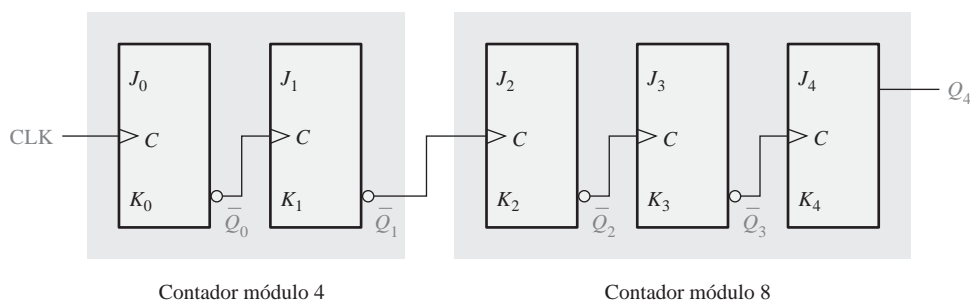 J0 J1 J2 J3 J4 Q4
CLK C C C C C
K0 K1 K2 K3 K4
Q̅0 Q̅1 Q̅2 Q̅3
Contador módulo 4 Contador módulo 8